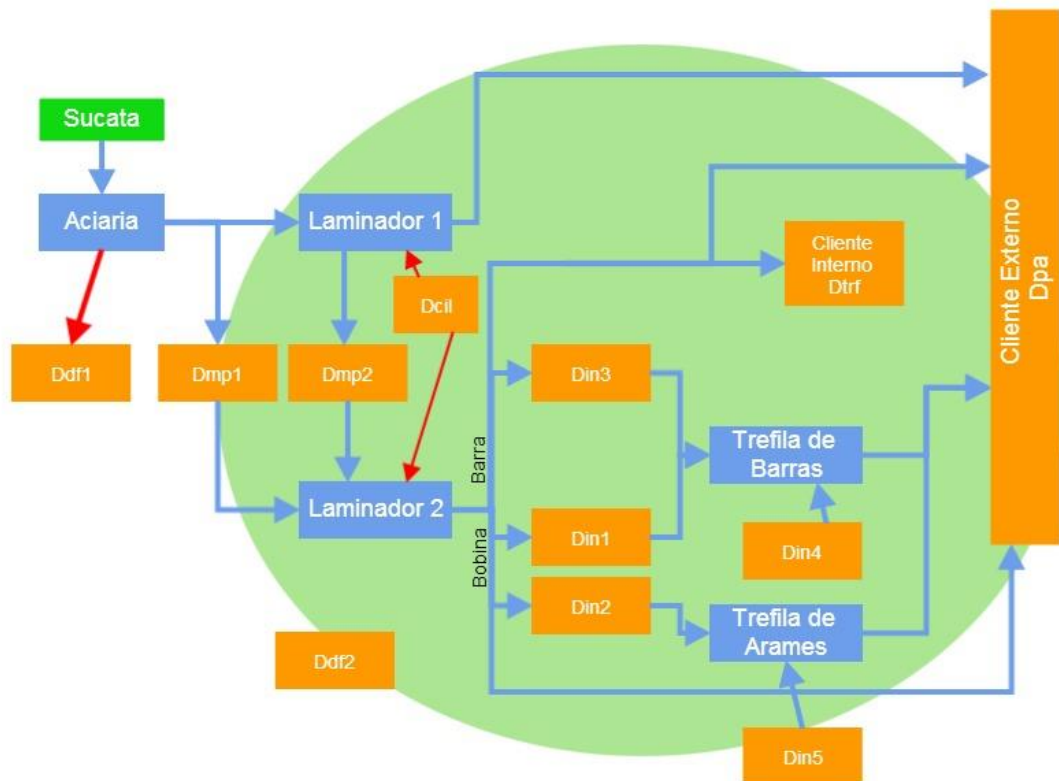 Sucata
Aciaria
Laminador 1
Cliente
Interno
Dtrf
Cliente Externo
Dpa
Dcil
Ddf1
Dmp1
Dmp2
Din3
Barra
Trefila de
Barras
Laminador 2
Bobina
Din1
Din4
Din2
Trefila de
Arames
Ddf2
Din5